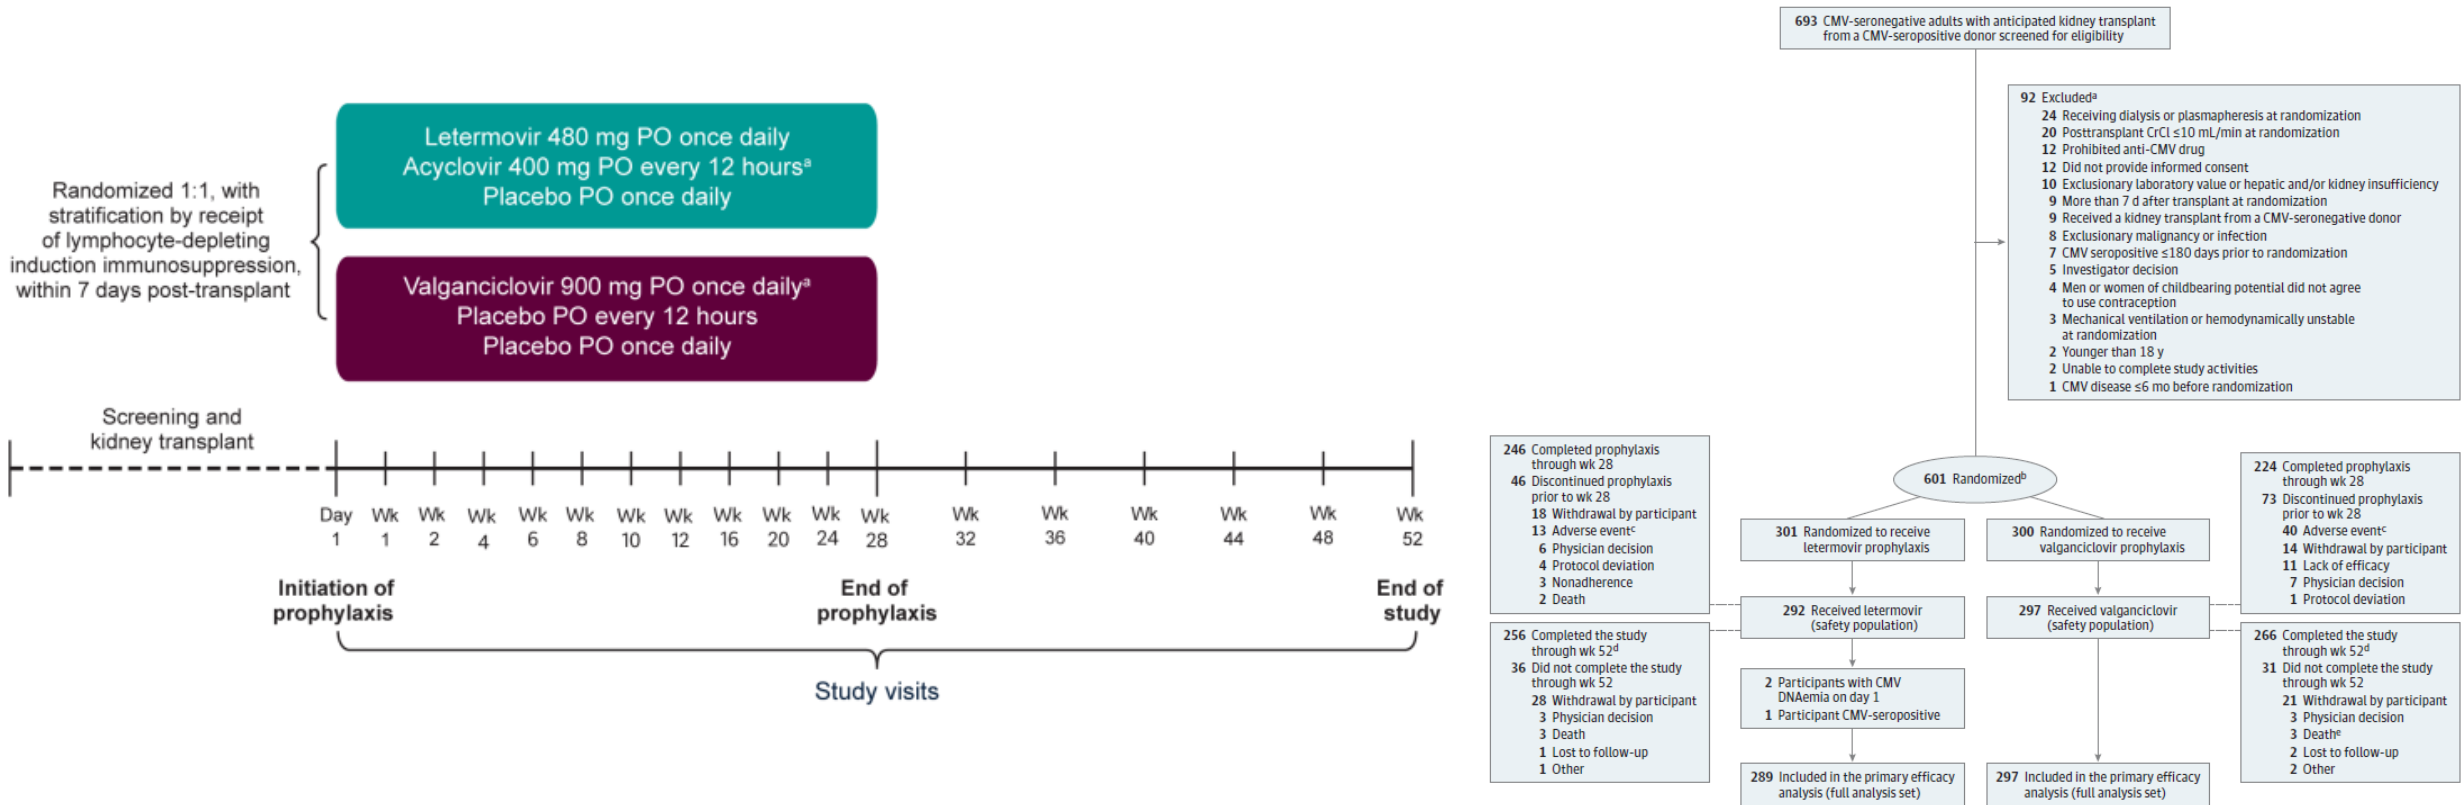 Randomized 1:1, with
stratification by receipt
of lymphocyte-depleting
induction immunosuppression,
within 7 days post-transplant
Letermovir 480 mg PO once daily
Acyclovir 400 mg PO every 12 hoursᵃ
Placebo PO once daily
Valganciclovir 900 mg PO once dailyᵃ
Placebo PO every 12 hours
Placebo PO once daily
Screening and
kidney transplant
Day Wk Wk Wk Wk Wk Wk Wk Wk Wk Wk Wk Wk Wk Wk Wk Wk Wk
1 1 2 4 6 8 10 12 16 20 24 28 32 36 40 44 48 52
Initiation of
prophylaxis
End of
prophylaxis
End of
study
Study visits
693 CMV-seronegative adults with anticipated kidney transplant
from a CMV-seropositive donor screened for eligibility
92 Excludedᵃ
24 Receiving dialysis or plasmapheresis at randomization
20 Posttransplant CrCl ≤10 mL/min at randomization
12 Prohibited anti-CMV drug
12 Did not provide informed consent
10 Exclusionary laboratory value or hepatic and/or kidney insufficiency
9 More than 7 d after transplant at randomization
9 Received a kidney transplant from a CMV-seronegative donor
8 Exclusionary malignancy or infection
7 CMV seropositive ≤180 days prior to randomization
5 Investigator decision
4 Men or women of childbearing potential did not agree
to use contraception
3 Mechanical ventilation or hemodynamically unstable
at randomization
2 Younger than 18 y
2 Unable to complete study activities
1 CMV disease ≤6 mo before randomization
601 Randomizedᵇ
301 Randomized to receive
letermovir prophylaxis
300 Randomized to receive
valganciclovir prophylaxis
246 Completed prophylaxis
through wk 28
46 Discontinued prophylaxis
prior to wk 28
18 Withdrawal by participant
13 Adverse eventᶜ
6 Physician decision
4 Protocol deviation
3 Nonadherence
2 Death
224 Completed prophylaxis
through wk 28
73 Discontinued prophylaxis
prior to wk 28
40 Adverse eventᶜ
14 Withdrawal by participant
11 Lack of efficacy
7 Physician decision
1 Protocol deviation
292 Received letermovir
(safety population)
297 Received valganciclovir
(safety population)
256 Completed the study
through wk 52ᵈ
36 Did not complete the study
through wk 52
28 Withdrawal by participant
3 Physician decision
3 Death
1 Lost to follow-up
1 Other
266 Completed the study
through wk 52ᵈ
31 Did not complete the study
through wk 52
21 Withdrawal by participant
3 Physician decision
3 Deathᵉ
2 Lost to follow-up
2 Other
2 Participants with CMV
DNAemia on day 1
1 Participant CMV-seropositive
289 Included in the primary efficacy
analysis (full analysis set)
297 Included in the primary efficacy
analysis (full analysis set)